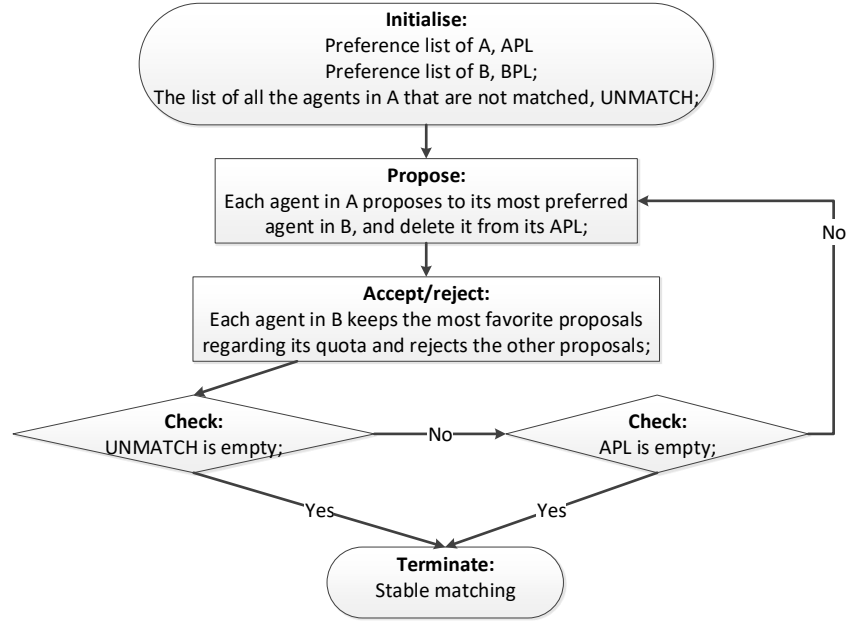 Initialise:
Preference list of A, APL
Preference list of B, BPL;
The list of all the agents in A that are not matched, UNMATCH;
Propose:
Each agent in A proposes to its most preferred
agent in B, and delete it from its APL;
No
Accept/reject:
Each agent in B keeps the most favorite proposals
regarding its quota and rejects the other proposals;
Check:
UNMATCH is empty;
No
Check:
APL is empty;
Yes
Yes
Terminate:
Stable matching